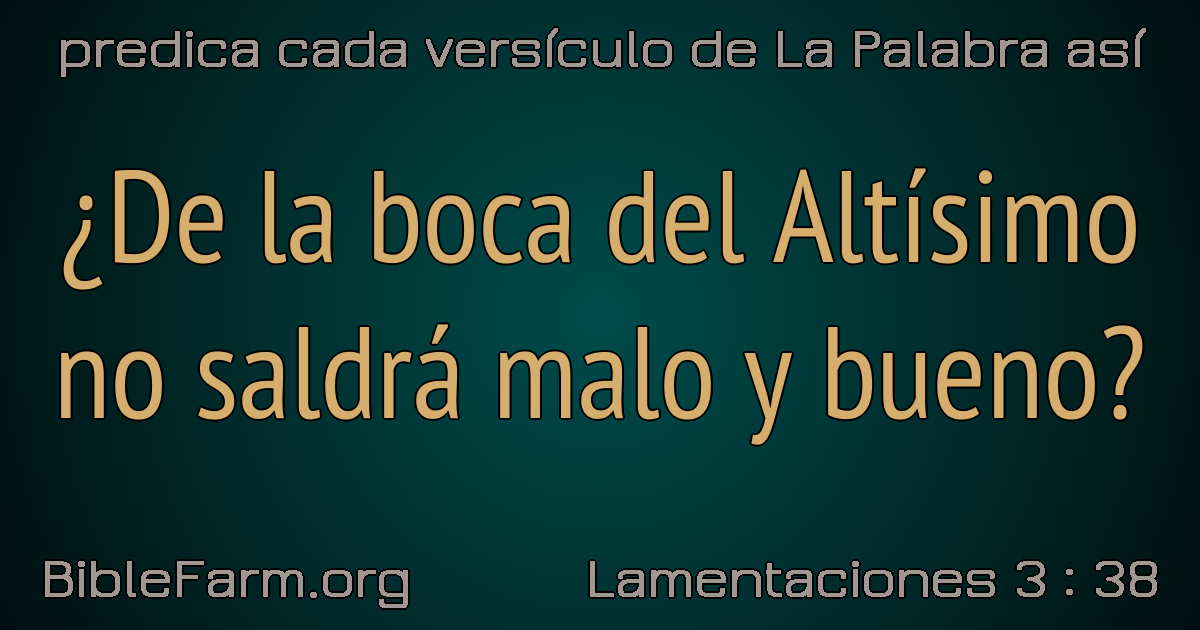 predica cada versículo de La Palabra así
¿De la boca del Altísimo
no saldrá malo y bueno?
BibleFarm.org
Lamentaciones 3 : 38